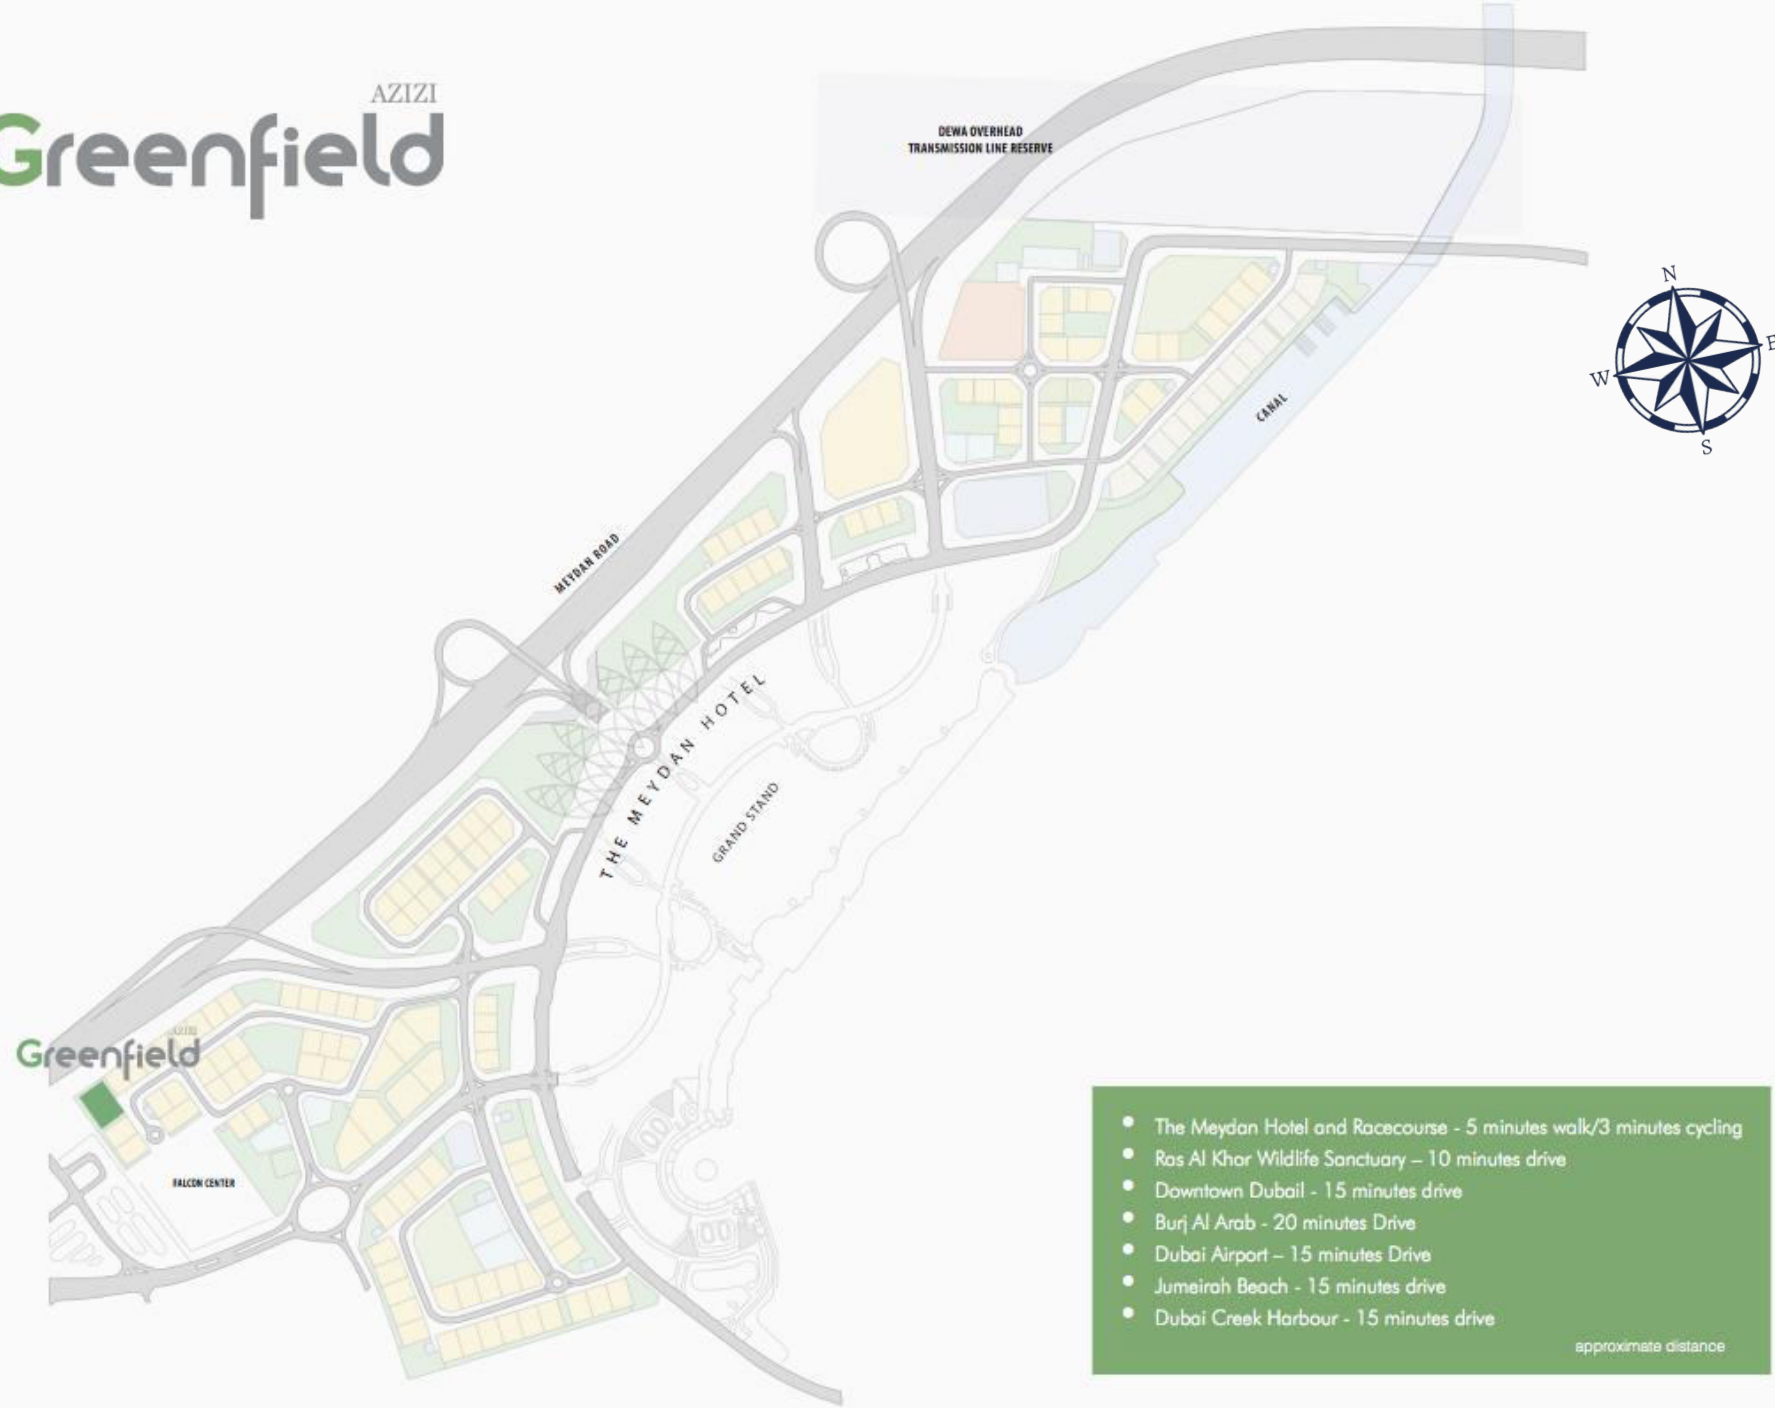 AZIZI
Greenfield
DEWA OVERHEAD
TRANSMISSION LINE RESERVE
N
E
W
S
CANAL
MEYDAN ROAD
THE MEYDAN HOTEL
GRAND STAND
AZIZI
Greenfield
FALCON CENTER
• The Meydan Hotel and Racecourse - 5 minutes walk/3 minutes cycling
• Ras Al Khor Wildlife Sanctuary – 10 minutes drive
• Downtown Dubail - 15 minutes drive
• Burj Al Arab - 20 minutes Drive
• Dubai Airport – 15 minutes Drive
• Jumeirah Beach - 15 minutes drive
• Dubai Creek Harbour - 15 minutes drive
approximate distance